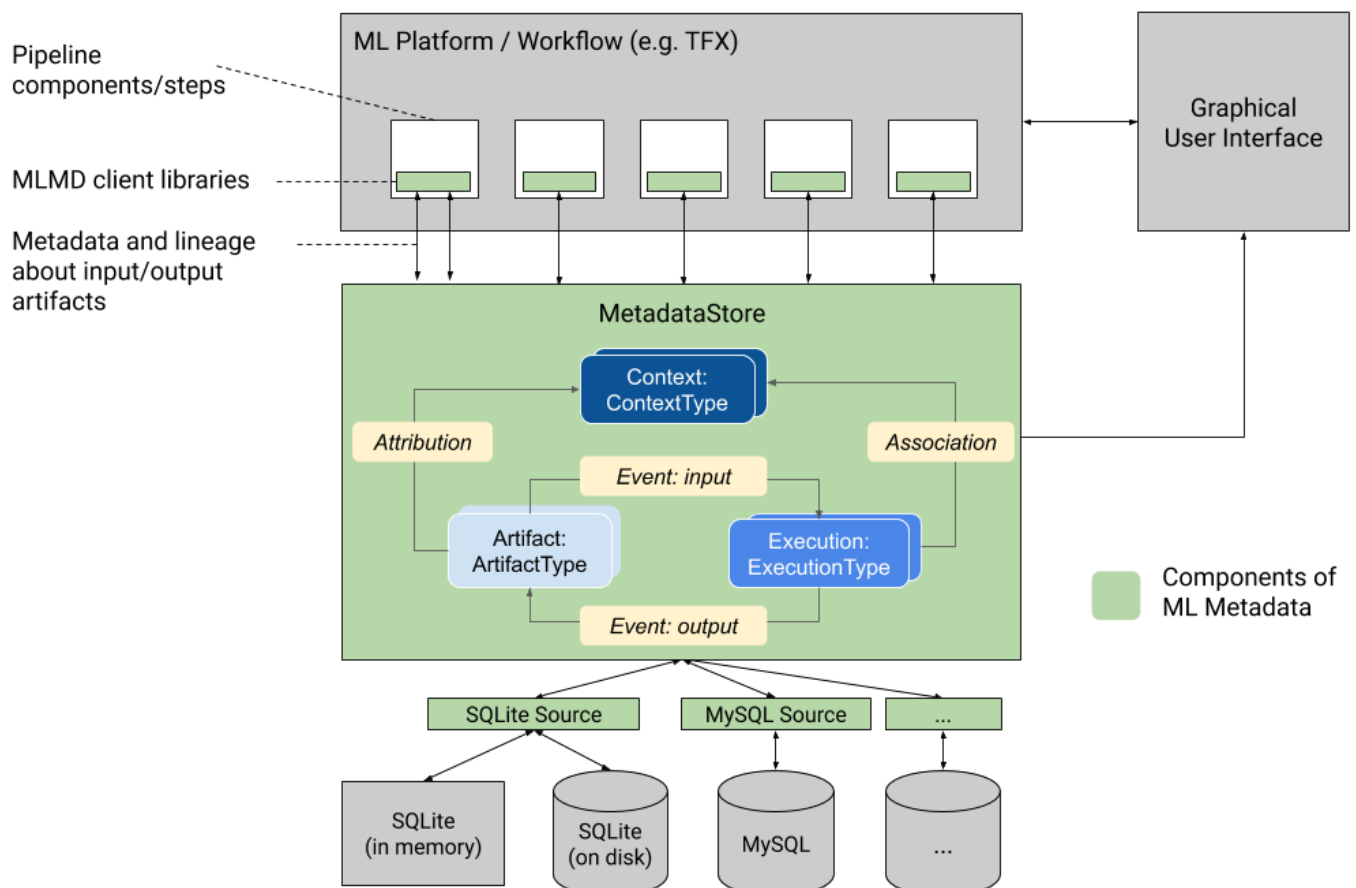 ML Platform / Workflow (e.g. TFX)
Pipeline
components/steps
MLMD client libraries
Metadata and lineage
about input/output
artifacts
Graphical
User Interface
MetadataStore
Context:
ContextType
Attribution
Association
Event: input
Artifact:
ArtifactType
Execution:
ExecutionType
Event: output
Components of
ML Metadata
SQLite Source
MySQL Source
...
SQLite
(in memory)
SQLite
(on disk)
MySQL
...